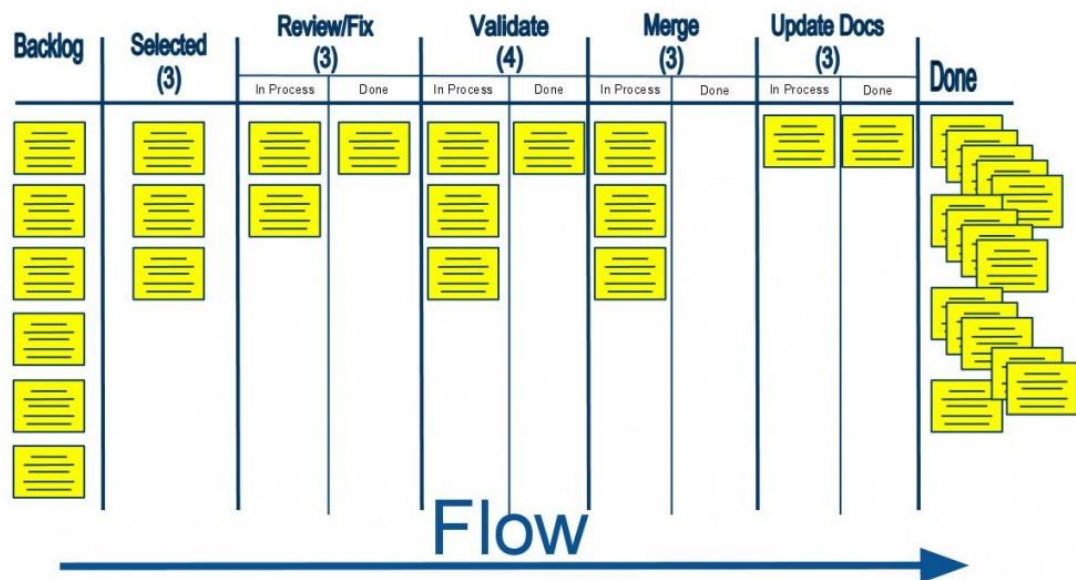 Backlog
Selected
(3)
Review/Fix
(3)
Validate
(4)
Merge
(3)
Update Docs
(3)
Done
In Process
Done
In Process
Done
In Process
Done
In Process
Done
Flow